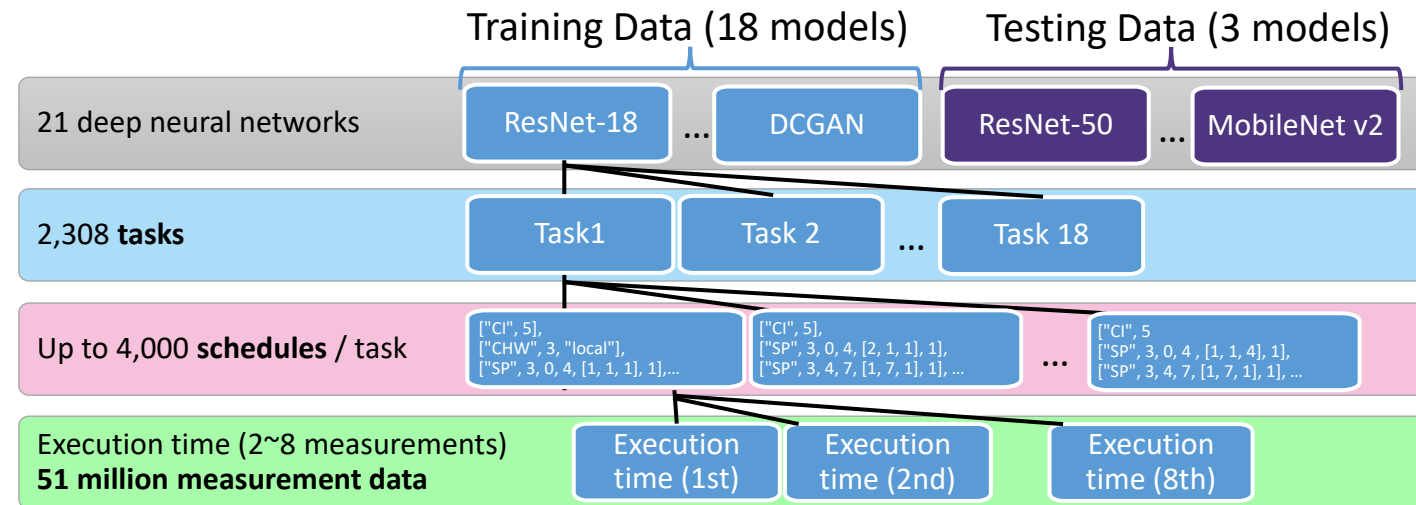 Training Data (18 models)
Testing Data (3 models)
21 deep neural networks
ResNet-18
...
DCGAN
ResNet-50
...
MobileNet v2
2,308 tasks
Task1
Task 2
...
Task 18
Up to 4,000 schedules / task
["CI", 5],
["CHW", 3, "local"],
["SP", 3, 0, 4, [1, 1, 1], 1],...
["CI", 5],
["SP", 3, 0, 4, [2, 1, 1], 1],
["SP", 3, 4, 7, [1, 7, 1], 1], ...
...
["CI", 5
["SP", 3, 0, 4 , [1, 1, 4], 1],
["SP", 3, 4, 7, [1, 7, 1], 1], ...
Execution time (2~8 measurements)
51 million measurement data
Execution
time (1st)
Execution
time (2nd)
Execution
time (8th)